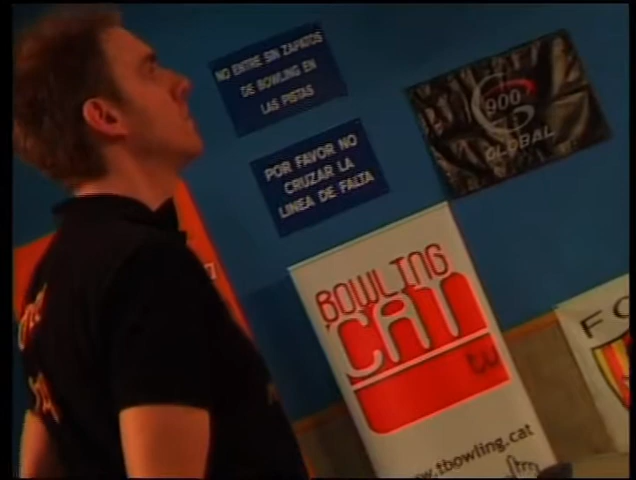 NO ENTRE SIN ZAPATOS
DE BOWLING EN
LAS PISTAS
POR FAVOR NO
CRUZAR LA
LINEA DE FALTA
900
GLOBAL
BOWLING
CAT
tv
w.tbowling.cat
FC